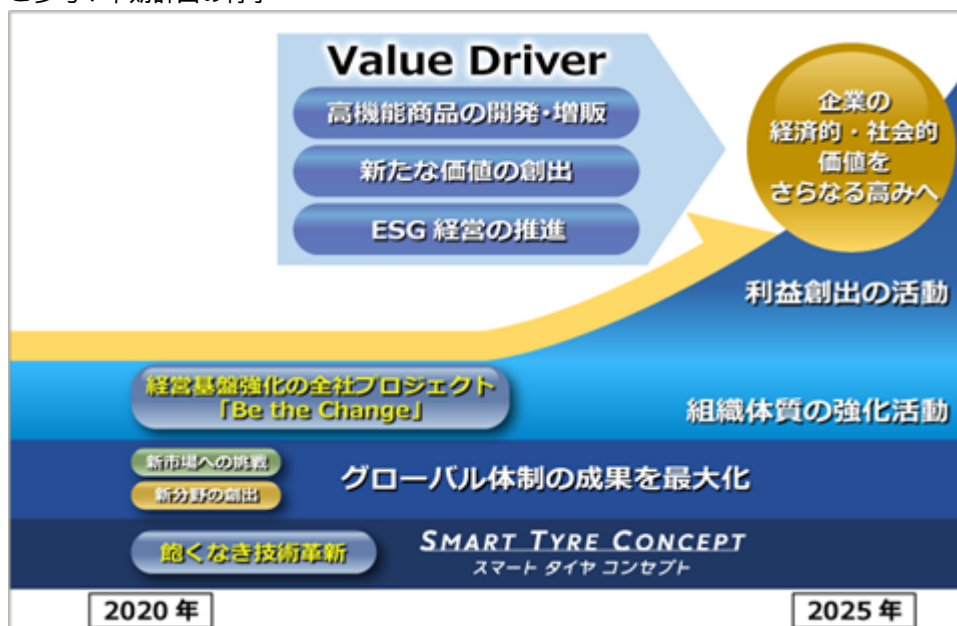 Value Driver
高機能商品の開発・増販
新たな価値の創出
ESG 経営の推進
企業の
経済的・社会的
価値を
さらなる高みへ
利益創出の活動
経営基盤強化の全社プロジェクト
「Be the Change」
組織体質の強化活動
新市場への挑戦
新分野の創出
グローバル体制の成果を最大化
飽くなき技術革新
SMART TYRE CONCEPT
スマート タイヤ コンセプト
2020 年
2025 年